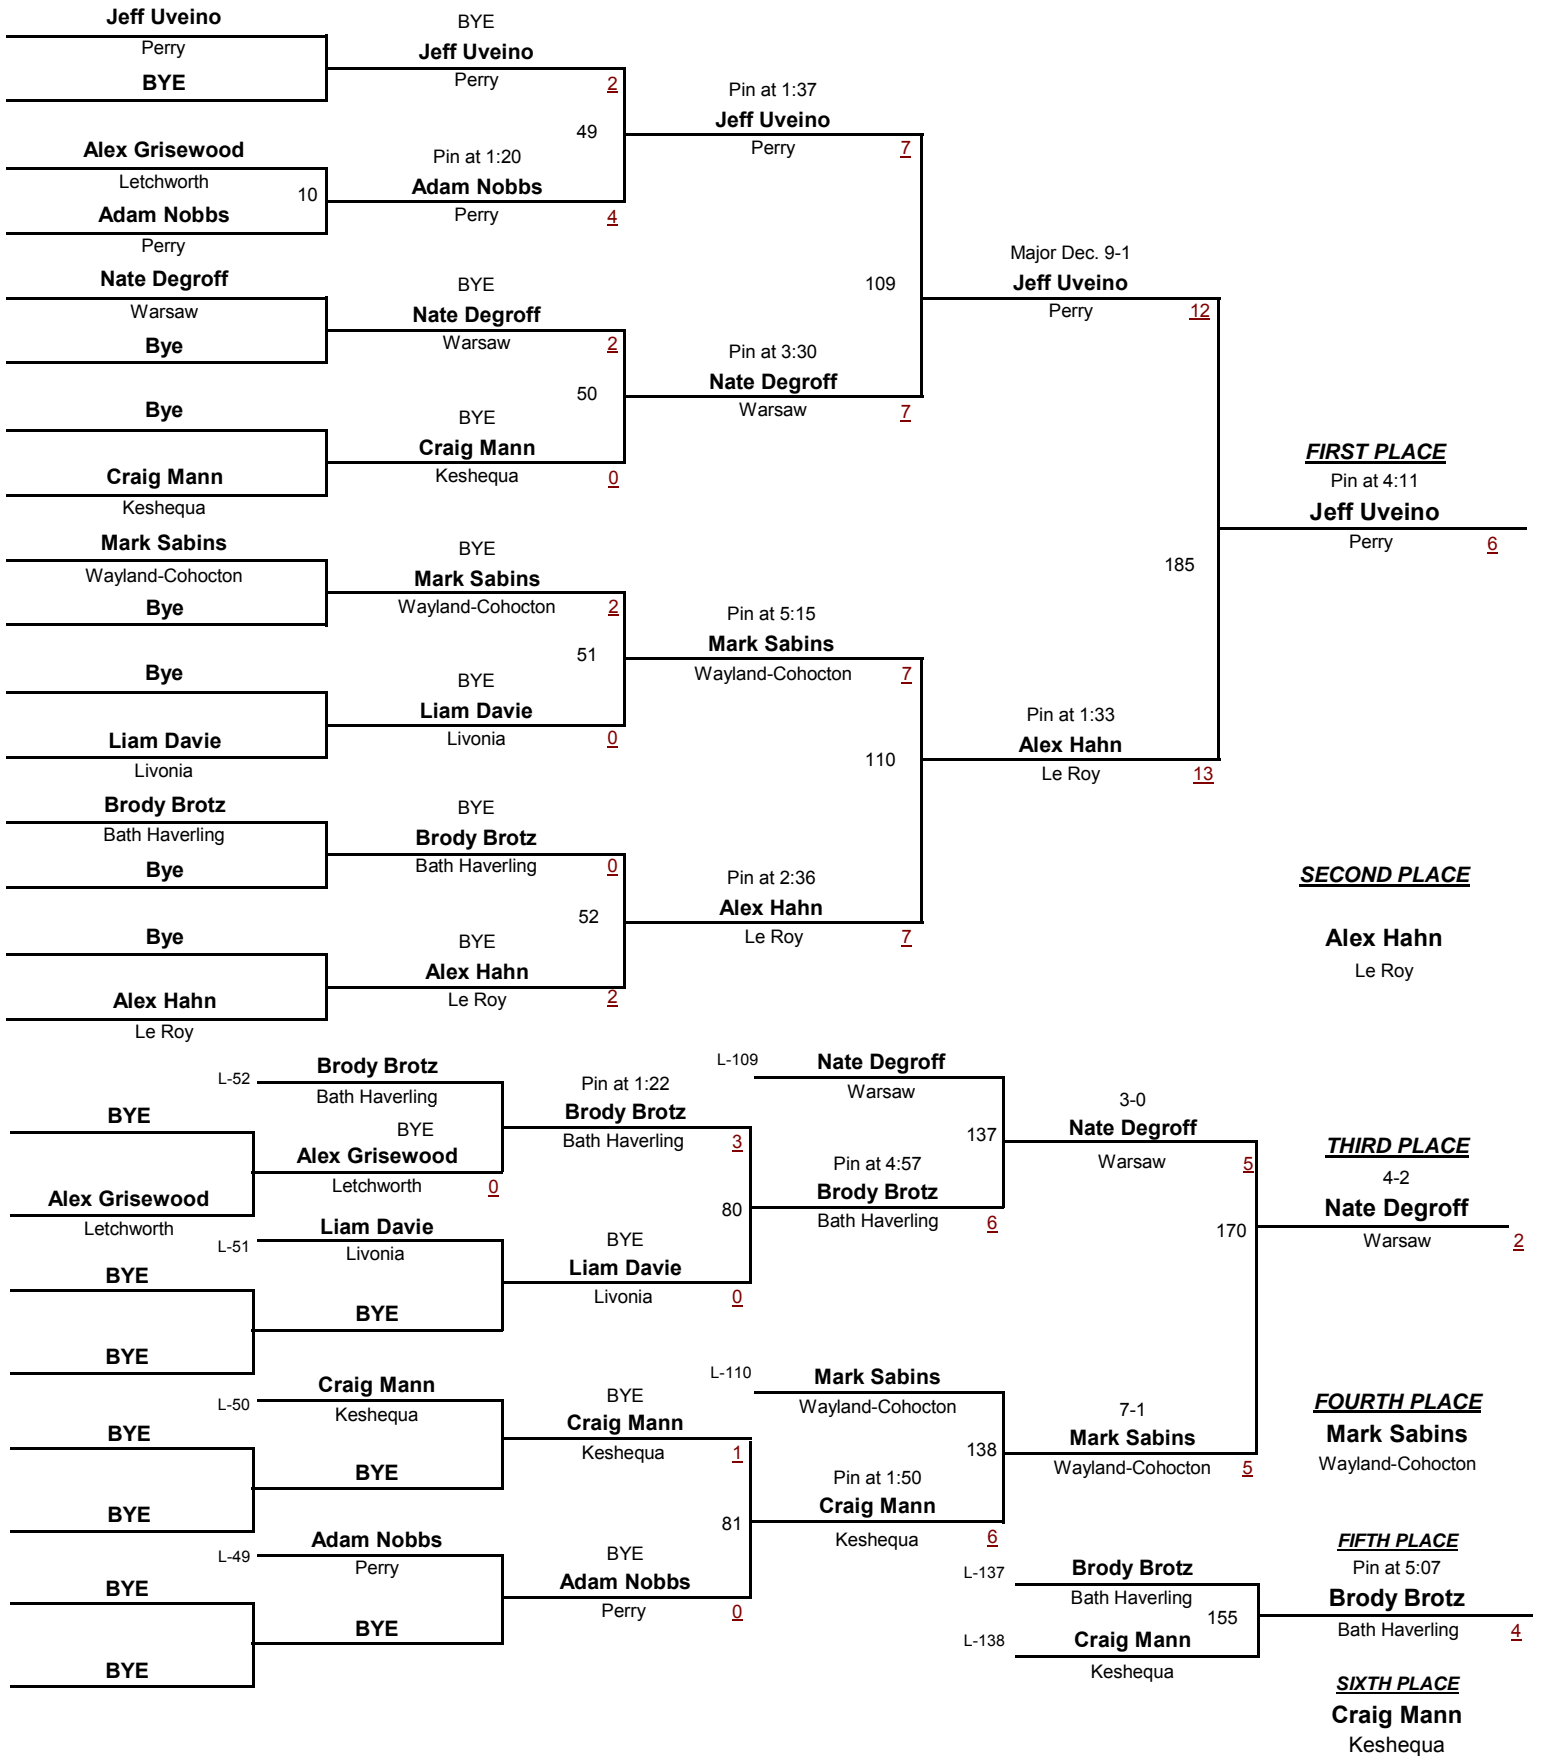 Jeff Uveino
Perry
BYE
BYE
Jeff Uveino
Perry
2
Alex Grisewood
Letchworth
10
Adam Nobbs
Perry
Pin at 1:20
Adam Nobbs
Perry
4
49
Pin at 1:37
Jeff Uveino
Perry
7
Nate Degroff
Warsaw
Bye
BYE
Nate Degroff
Warsaw
2
Bye
Craig Mann
Keshequa
BYE
Craig Mann
Keshequa
0
50
Pin at 3:30
Nate Degroff
Warsaw
7
109
Major Dec. 9-1
Jeff Uveino
Perry
12
Mark Sabins
Wayland-Cohocton
Bye
BYE
Mark Sabins
Wayland-Cohocton
2
Bye
Liam Davie
Livonia
BYE
Liam Davie
Livonia
0
51
Pin at 5:15
Mark Sabins
Wayland-Cohocton
7
Brody Brotz
Bath Haverling
Bye
BYE
Brody Brotz
Bath Haverling
0
Bye
Alex Hahn
Le Roy
BYE
Alex Hahn
Le Roy
2
52
Pin at 2:36
Alex Hahn
Le Roy
7
110
Pin at 1:33
Alex Hahn
Le Roy
13
185
FIRST PLACE
Pin at 4:11
Jeff Uveino
Perry
6
SECOND PLACE
Alex Hahn
Le Roy
L-52
Brody Brotz
Bath Haverling
BYE
Alex Grisewood
Letchworth
BYE
Alex Grisewood
Letchworth
0
Pin at 1:22
Brody Brotz
Bath Haverling
3
L-51
Liam Davie
Livonia
BYE
BYE
BYE
BYE
Liam Davie
Livonia
0
80
L-109
Nate Degroff
Warsaw
Pin at 4:57
Brody Brotz
Bath Haverling
6
137
3-0
Nate Degroff
Warsaw
5
L-50
Craig Mann
Keshequa
BYE
BYE
BYE
BYE
Craig Mann
Keshequa
1
L-49
Adam Nobbs
Perry
BYE
BYE
BYE
BYE
Adam Nobbs
Perry
0
81
L-110
Mark Sabins
Wayland-Cohocton
Pin at 1:50
Craig Mann
Keshequa
6
138
7-1
Mark Sabins
Wayland-Cohocton
5
170
THIRD PLACE
4-2
Nate Degroff
Warsaw
2
FOURTH PLACE
Mark Sabins
Wayland-Cohocton
L-137
Brody Brotz
Bath Haverling
155
L-138
Craig Mann
Keshequa
FIFTH PLACE
Pin at 5:07
Brody Brotz
Bath Haverling
4
SIXTH PLACE
Craig Mann
Keshequa